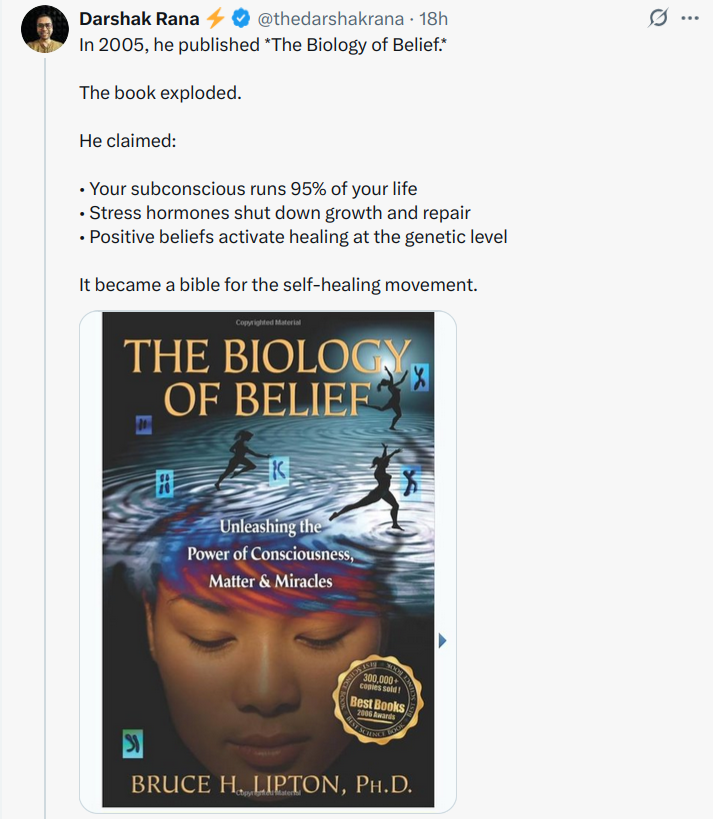 Darshak Rana⚡ @thedarshakrana · 18h
In 2005, he published *The Biology of Belief.*
The book exploded.
He claimed:
• Your subconscious runs 95% of your life
• Stress hormones shut down growth and repair
• Positive beliefs activate healing at the genetic level
It became a bible for the self-healing movement.
Copyrighted Material
THE BIOLOGY
OF BELIEF
Unleashing the
Power of Consciousness,
Matter & Miracles
300,000+
copies sold!
Best Books
2006 Awards
BEST SCIENCE BOOK
BRUCE H. LIPTON, PH.D.
Copyrighted Material